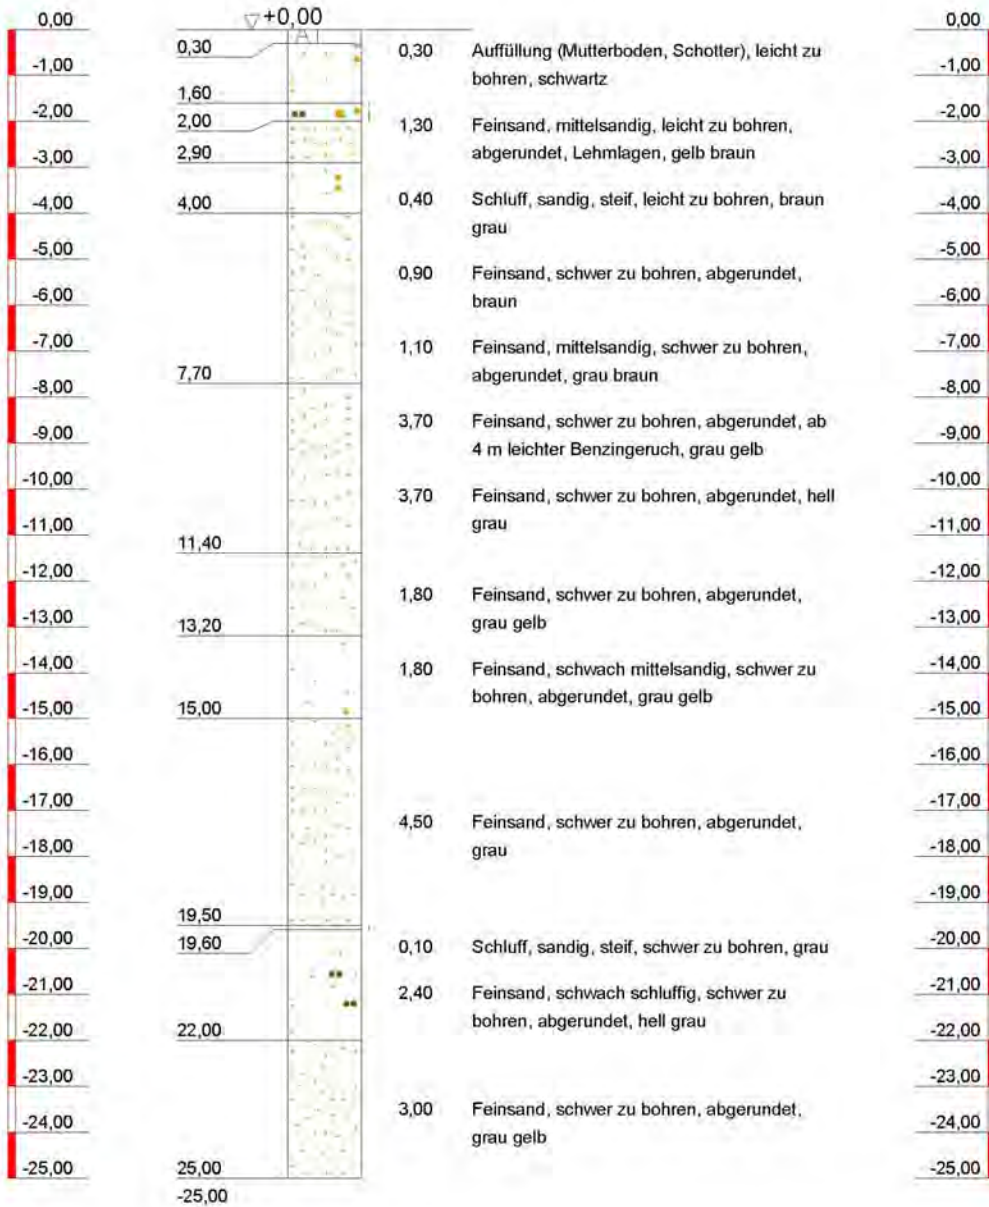 +0,00
0,00
-1,00
-2,00
-3,00
-4,00
-5,00
-6,00
-7,00
-8,00
-9,00
-10,00
-11,00
-12,00
-13,00
-14,00
-15,00
-16,00
-17,00
-18,00
-19,00
-20,00
-21,00
-22,00
-23,00
-24,00
-25,00
0,30
1,60
2,00
2,90
4,00
7,70
11,40
13,20
15,00
19,50
19,60
22,00
25,00
-25,00
A
0,30 Auffüllung (Mutterboden, Schotter), leicht zu
bohren, schwartz
1,30 Feinsand, mittelsandig, leicht zu bohren,
abgerundet, Lehmlagen, gelb braun
0,40 Schluff, sandig, steif, leicht zu bohren, braun
grau
0,90 Feinsand, schwer zu bohren, abgerundet,
braun
1,10 Feinsand, mittelsandig, schwer zu bohren,
abgerundet, grau braun
3,70 Feinsand, schwer zu bohren, abgerundet, ab
4 m leichter Benzingeruch, grau gelb
3,70 Feinsand, schwer zu bohren, abgerundet, hell
grau
1,80 Feinsand, schwer zu bohren, abgerundet,
grau gelb
1,80 Feinsand, schwach mittelsandig, schwer zu
bohren, abgerundet, grau gelb
4,50 Feinsand, schwer zu bohren, abgerundet,
grau
0,10 Schluff, sandig, steif, schwer zu bohren, grau
2,40 Feinsand, schwach schluffig, schwer zu
bohren, abgerundet, hell grau
3,00 Feinsand, schwer zu bohren, abgerundet,
grau gelb
0,00
-1,00
-2,00
-3,00
-4,00
-5,00
-6,00
-7,00
-8,00
-9,00
-10,00
-11,00
-12,00
-13,00
-14,00
-15,00
-16,00
-17,00
-18,00
-19,00
-20,00
-21,00
-22,00
-23,00
-24,00
-25,00